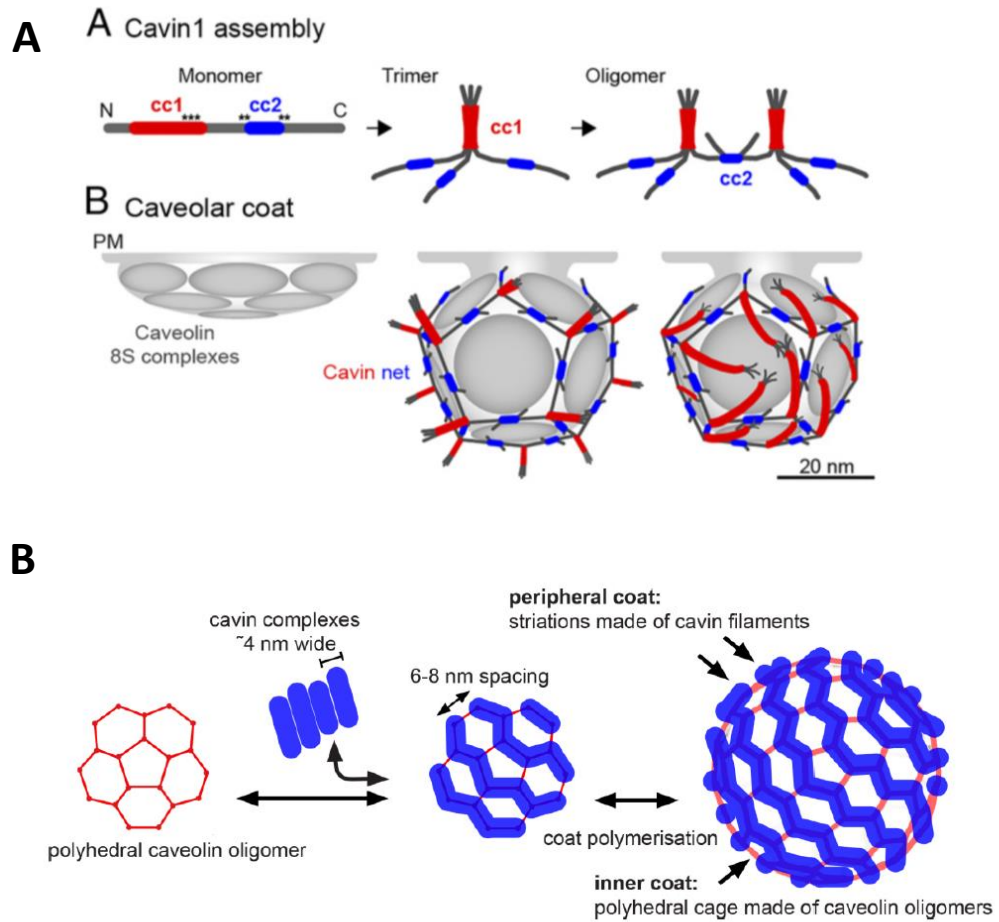 A
A Cavin1 assembly
Monomer
Trimer
Oligomer
N
cc1
***
**
cc2
**
C
cc1
cc2
B Caveolar coat
PM
Caveolin
8S complexes
Cavin net
20 nm
B
peripheral coat:
striations made of cavin filaments
cavin complexes
~4 nm wide
6-8 nm spacing
polyhedral caveolin oligomer
coat polymerisation
inner coat:
polyhedral cage made of caveolin oligomers